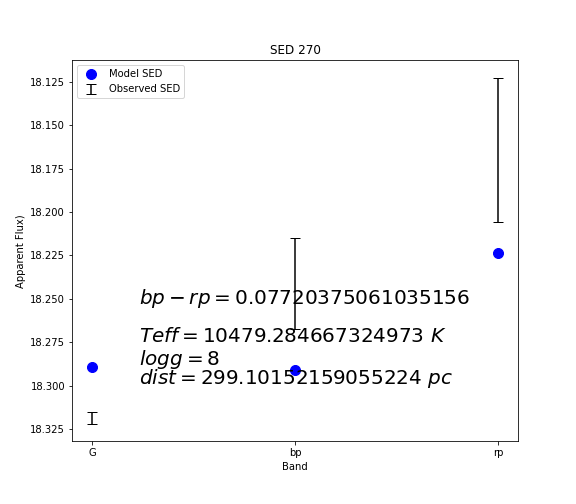 SED 270
Model SED
Observed SED
18.125
18.150
18.175
18.200
18.225
18.250
18.275
18.300
18.325
Apparent Flux)
bp − rp = 0.07720375061035156
Teff = 10479.284667324973 K
logg = 8
dist = 299.10152159055224 pc
G
bp
rp
Band